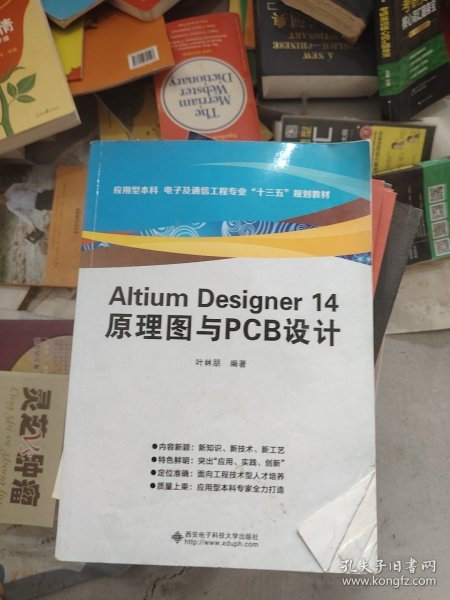 The
Merriam
Webster
Dictionary
A NEW
应用型本科 电子及通信工程专业“十三五”规划教材
Altium Designer 14
原理图与PCB设计
叶林朋 编著
●内容新颖：新知识、新技术、新工艺
●特色鲜明：突出“应用、实践、创新”
●定位准确：面向工程技术型人才培养
●质量上乘：应用型本科专家全力打造
西安电子科技大学出版社
http://www.xduph.com
灵芝与肿瘤
孔夫子旧书网
www.kongfz.com